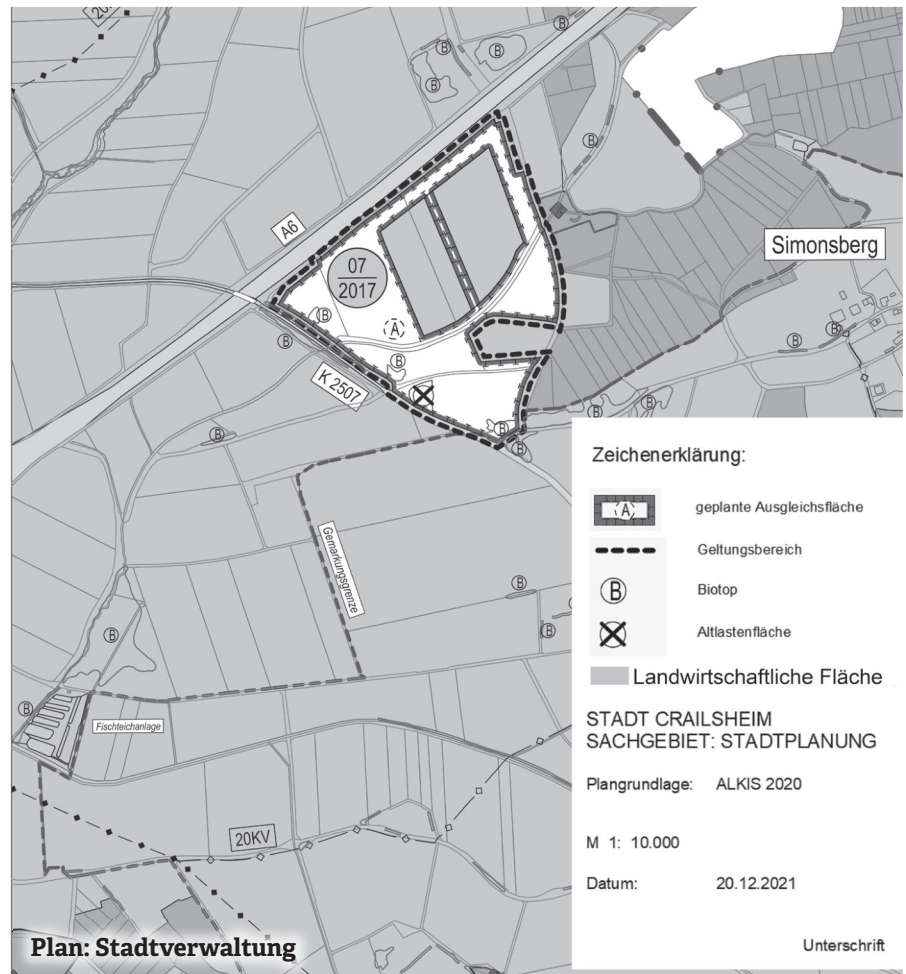 A6
07
2017
K 2507
Simonsberg
Gemarkungsgrenze
Fischteichanlage
20KV
B
B
B
B
B
B
A
B
B
B
B
B
B
B
B
B
B
B
B
B
Zeichenerklärung:
A geplante Ausgleichsfläche
Geltungsbereich
B Biotop
Altlastenfläche
Landwirtschaftliche Fläche
STADT CRAILSHEIM
SACHGEBIET: STADTPLANUNG
Plangrundlage: ALKIS 2020
M 1: 10.000
Datum: 20.12.2021
Unterschrift
Plan: Stadtverwaltung